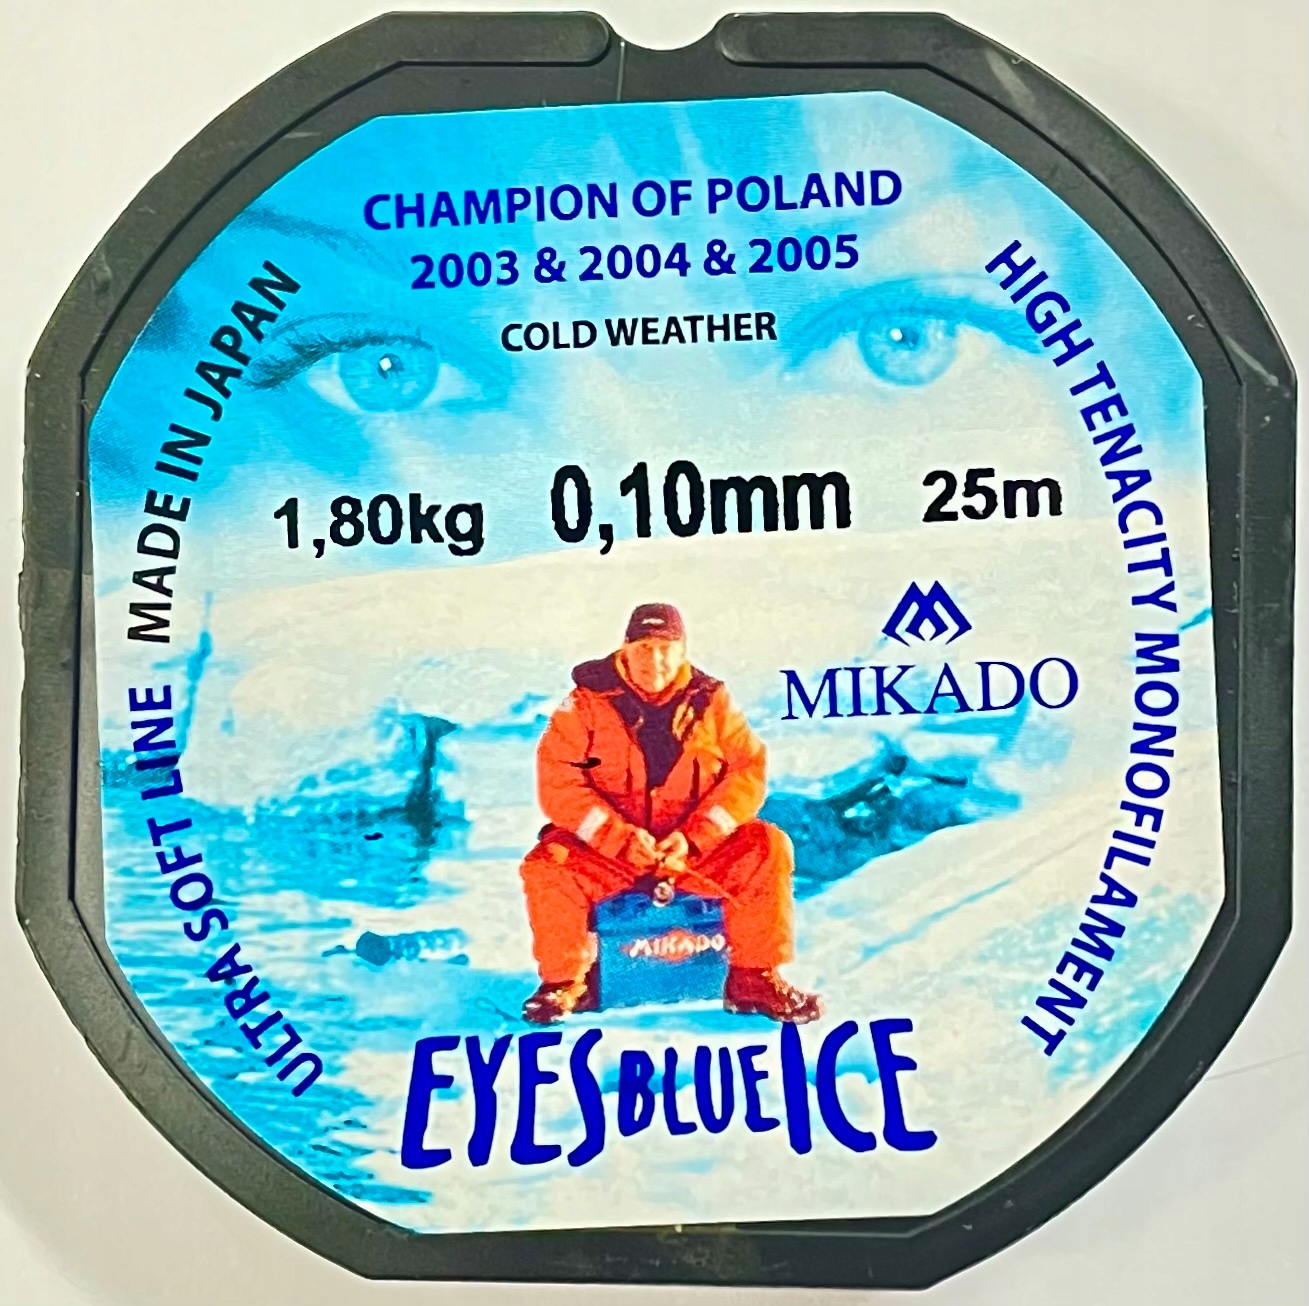 CHAMPION OF POLAND
2003 & 2004 & 2005
COLD WEATHER
ULTRA SOFT LINE MADE IN JAPAN
HIGH TENACITY MONOFILAMENT
1,80kg 0,10mm 25m
MIKADO
MIKADO
EYES BLUE ICE